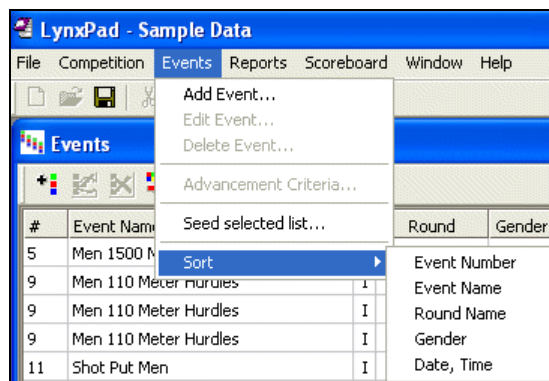 LynxPad - Sample Data
File Competition Events Reports Scoreboard Window Help
Add Event...
Edit Event...
Delete Event...
Events
Advancement Criteria...
Seed selected list...
# Event Round Gender
5 Men 1500
Sort
Event Number
9 Men 110 Meter Hurdles I
Event Name
9 Men 110 Meter Hurdles I
Round Name
9 Men 110 Meter Hurdles I
Gender
11 Shot Put Men I
Date, Time